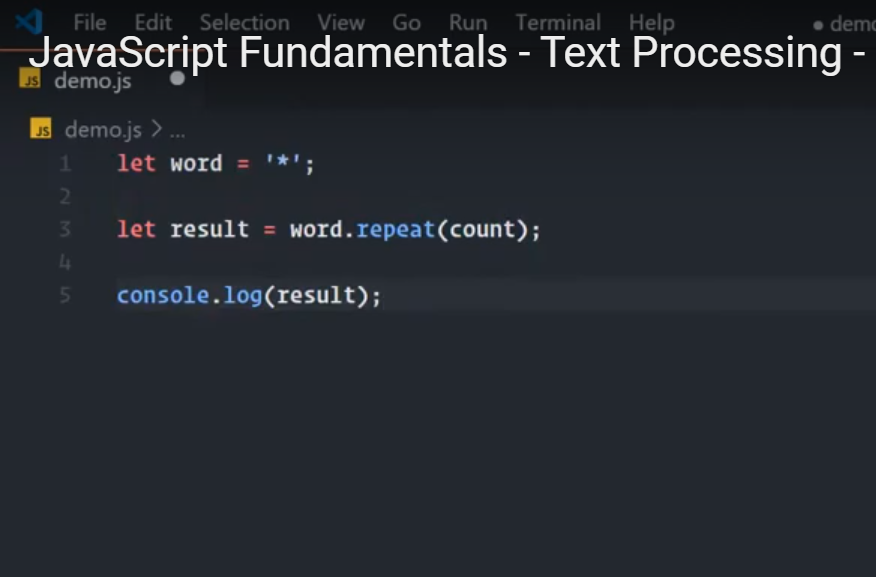 File Edit Selection View Go Run Terminal Help ● demo
JavaScript Fundamentals - Text Processing -
JS demo.js ●
JS demo.js > ...
1 let word = '*';
2
3 let result = word.repeat(count);
4
5 console.log(result);